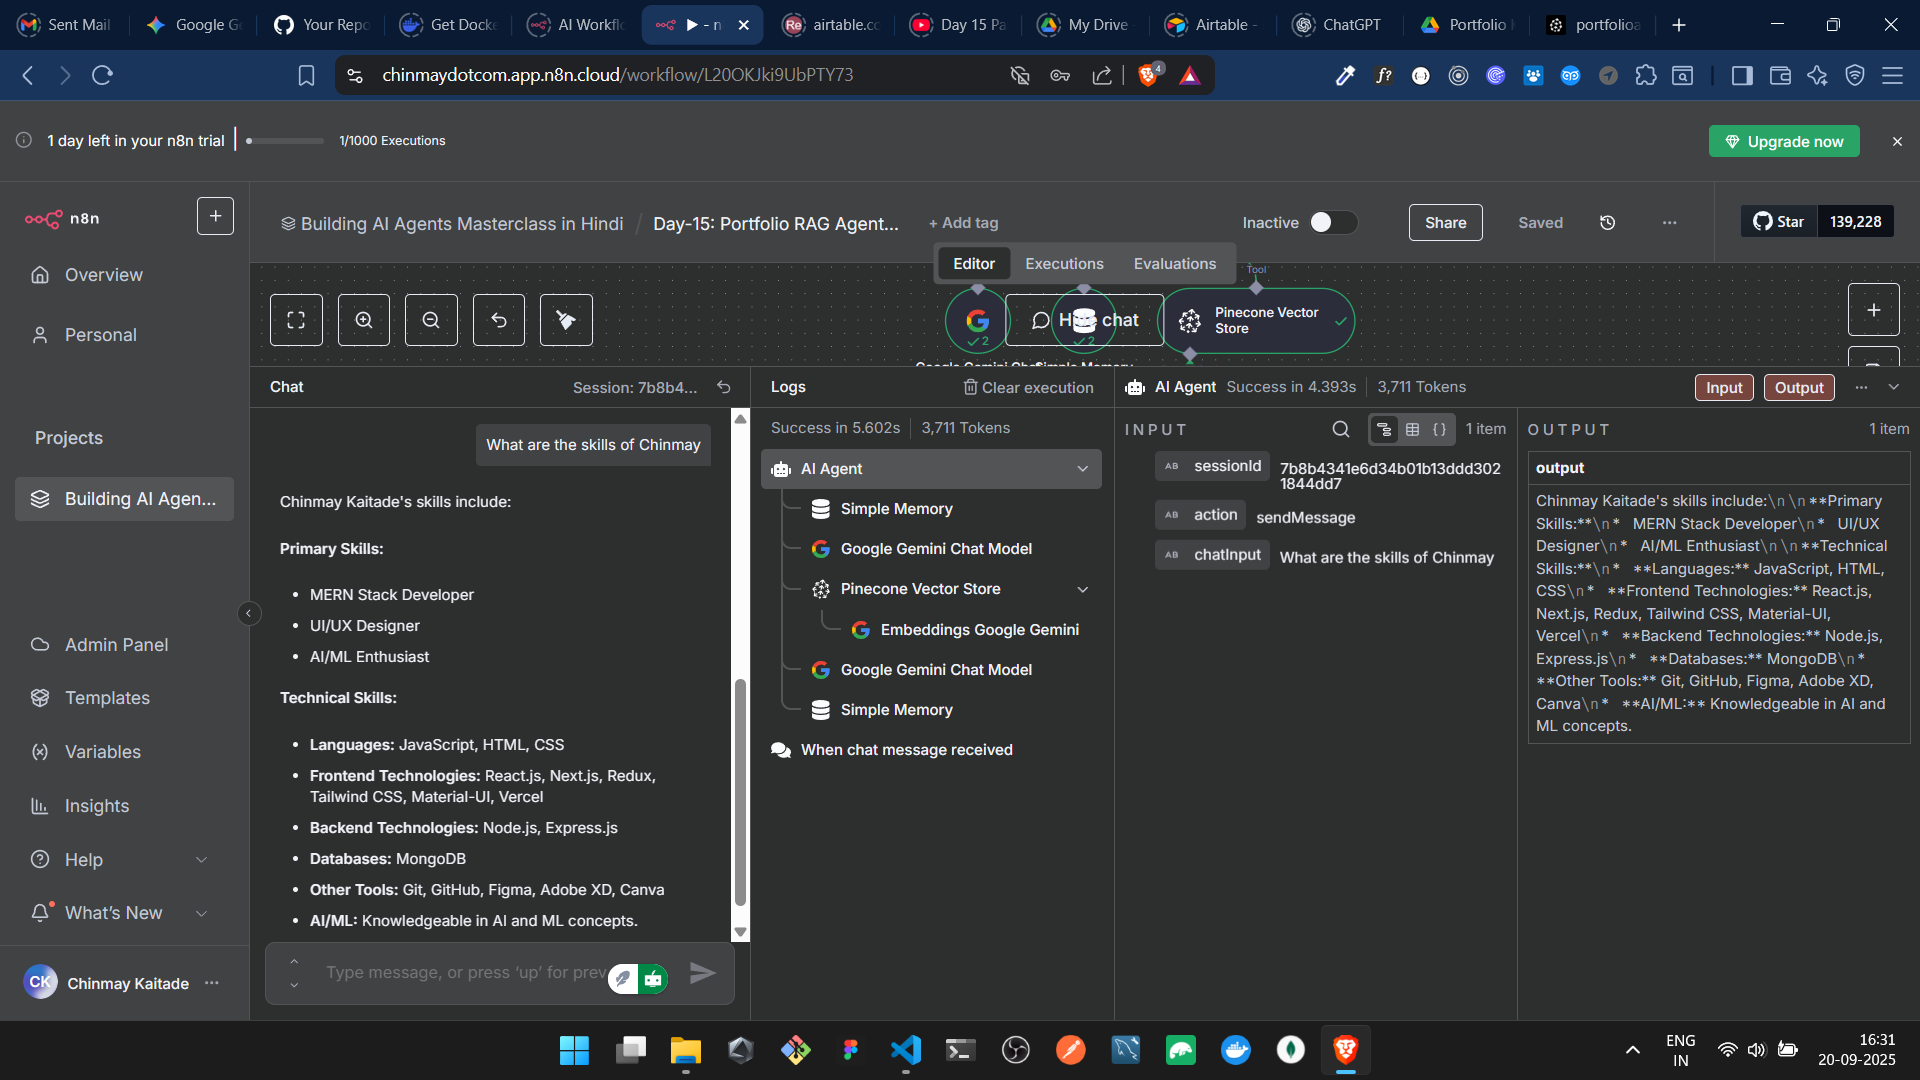 Sent Mail
Google Ge
Your Repo
Get Docke
AI Workflo
▶ - n
airtable.co
Day 15 Pa
My Drive
Airtable -
ChatGPT
Portfolio
portfolioa
chinmaydotcom.app.n8n.cloud/workflow/L20OKJki9UbPTY73
4
1 day left in your n8n trial
1/1000 Executions
Upgrade now
n8n
Building AI Agents Masterclass in Hindi / Day-15: Portfolio RAG Agent...
+ Add tag
Inactive
Share
Saved
Star
139,228
Editor
Executions
Evaluations
Tool
Overview
Personal
Projects
Building AI Agen...
Admin Panel
Templates
Variables
Insights
Help
What's New
CK
Chinmay Kaitade
2
Hide chat
2
Pinecone Vector
Store
Chat
Session: 7b8b4...
What are the skills of Chinmay
Chinmay Kaitade's skills include:
Primary Skills:
• MERN Stack Developer
• UI/UX Designer
• AI/ML Enthusiast
Technical Skills:
• Languages: JavaScript, HTML, CSS
• Frontend Technologies: React.js, Next.js, Redux,
Tailwind CSS, Material-UI, Vercel
• Backend Technologies: Node.js, Express.js
• Databases: MongoDB
• Other Tools: Git, GitHub, Figma, Adobe XD, Canva
• AI/ML: Knowledgeable in AI and ML concepts.
Type message, or press 'up' for prev
Logs
Clear execution
Success in 5.602s
3,711 Tokens
AI Agent
Simple Memory
Google Gemini Chat Model
Pinecone Vector Store
Embeddings Google Gemini
Google Gemini Chat Model
Simple Memory
When chat message received
AI Agent
Success in 4.393s
3,711 Tokens
Input
Output
INPUT
1 item
AB sessionId 7b8b4341e6d34b01b13ddd302
1844dd7
AB action sendMessage
AB chatInput What are the skills of Chinmay
OUTPUT
1 item
output
Chinmay Kaitade's skills include:\n\n**Primary
Skills:**\n* MERN Stack Developer\n* UI/UX
Designer\n* AI/ML Enthusiast\n\n**Technical
Skills:**\n* **Languages:** JavaScript, HTML,
CSS\n* **Frontend Technologies:** React.js,
Next.js, Redux, Tailwind CSS, Material-UI,
Vercel\n* **Backend Technologies:** Node.js,
Express.js\n* **Databases:** MongoDB\n*
**Other Tools:** Git, GitHub, Figma, Adobe XD,
Canva\n* **AI/ML:** Knowledgeable in AI and
ML concepts.
ENG
IN
16:31
20-09-2025